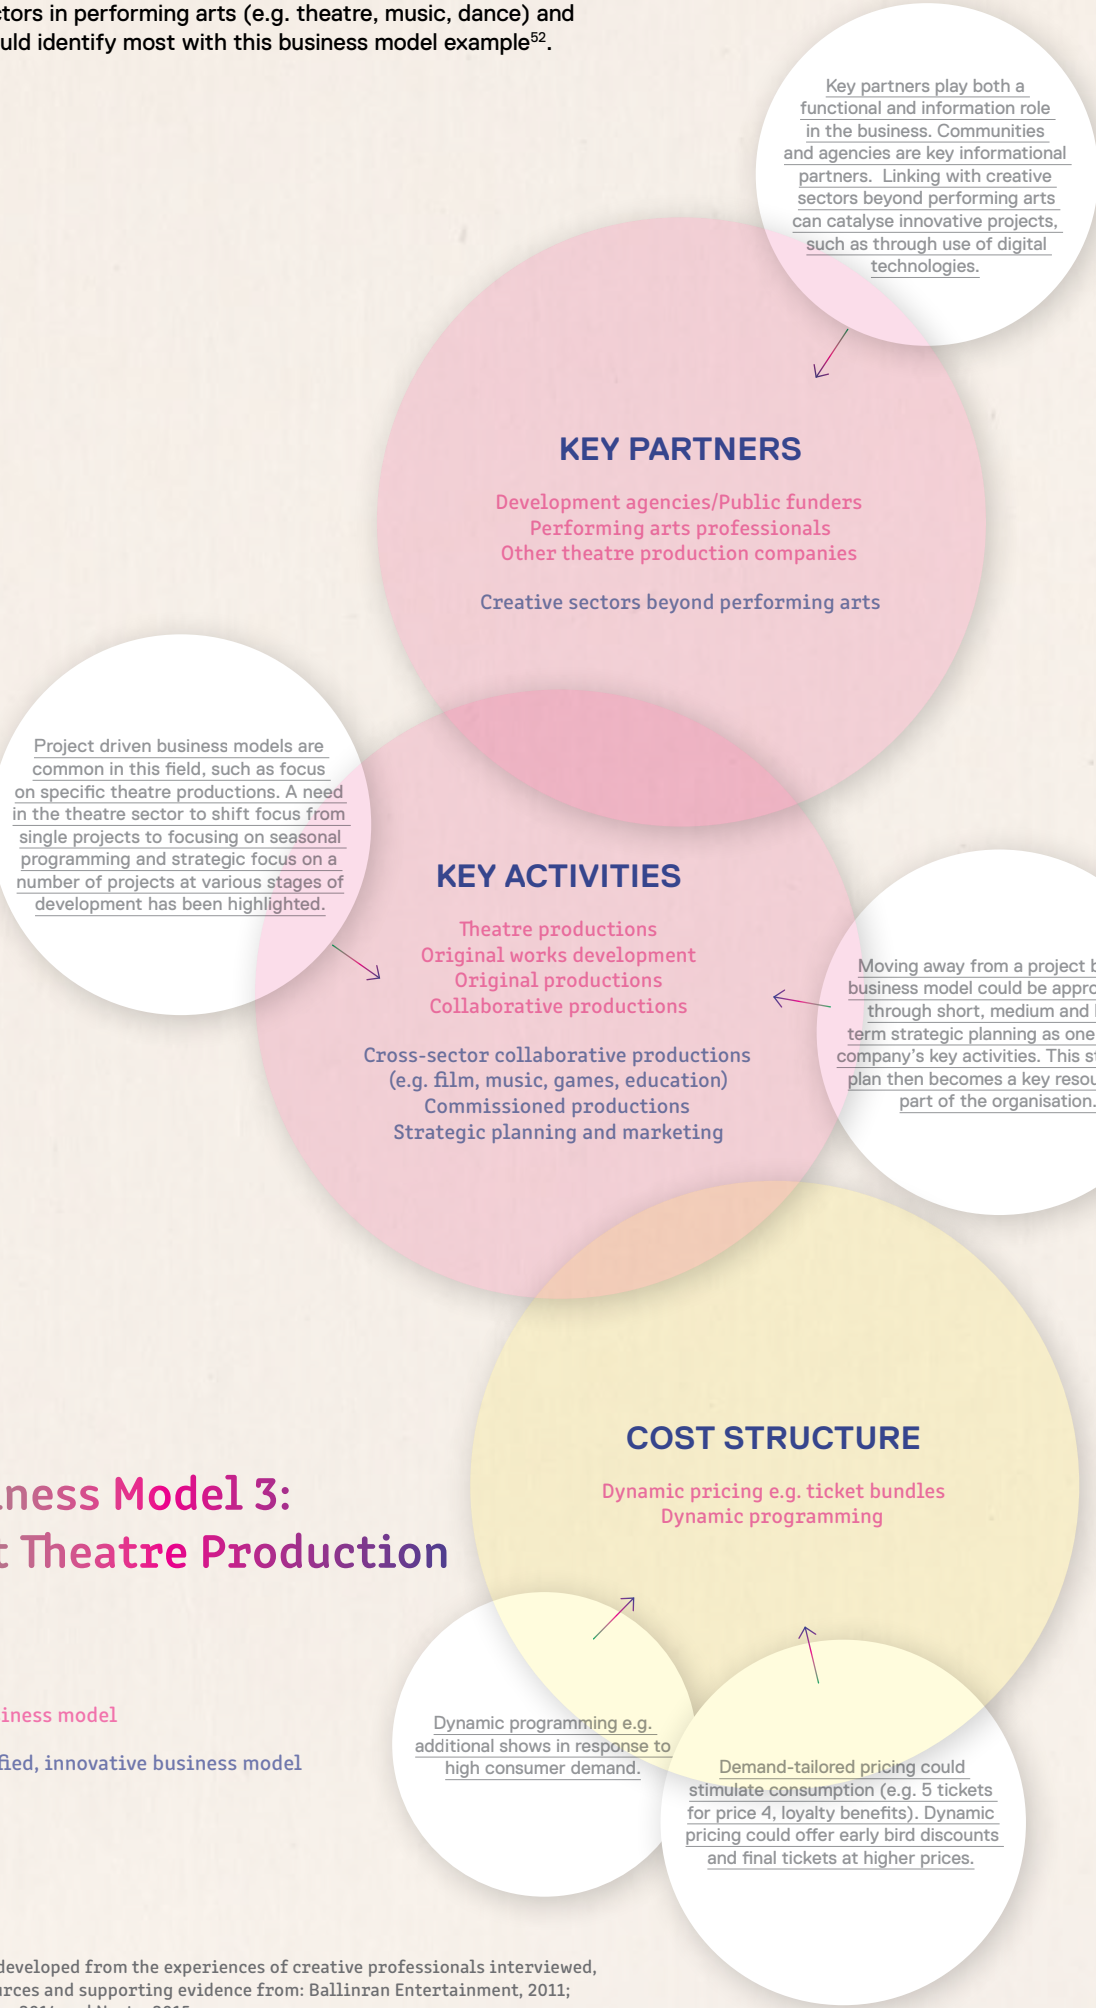 ctors in performing arts (e.g. theatre, music, dance) and
uld identify most with this business model example52.
Key partners play both a
functional and information role
in the business. Communities
and agencies are key informational
partners. Linking with creative
sectors beyond performing arts
can catalyse innovative projects,
such as through use of digital
technologies.
KEY PARTNERS
Development agencies/Public funders
Performing arts professionals
Other theatre production companies
Creative sectors beyond performing arts
Project driven business models are
common in this field, such as focus
on specific theatre productions. A need
in the theatre sector to shift focus from
single projects to focusing on seasonal
programming and strategic focus on a
number of projects at various stages of
development has been highlighted.
KEY ACTIVITIES
Theatre productions
Original works development
Original productions
Collaborative productions
Cross-sector collaborative productions
(e.g. film, music, games, education)
Commissioned productions
Strategic planning and marketing
Moving away from a project b
business model could be appro
through short, medium and
term strategic planning as one
company's key activities. This st
plan then becomes a key resou
part of the organisation.
COST STRUCTURE
Dynamic pricing e.g. ticket bundles
Dynamic programming
iness Model 3:
t Theatre Production
siness model
fied, innovative business model
Dynamic programming e.g.
additional shows in response to
high consumer demand.
Demand-tailored pricing could
stimulate consumption (e.g. 5 tickets
for price 4, loyalty benefits). Dynamic
pricing could offer early bird discounts
and final tickets at higher prices.
developed from the experiences of creative professionals interviewed,
urces and supporting evidence from: Ballinran Entertainment, 2011;